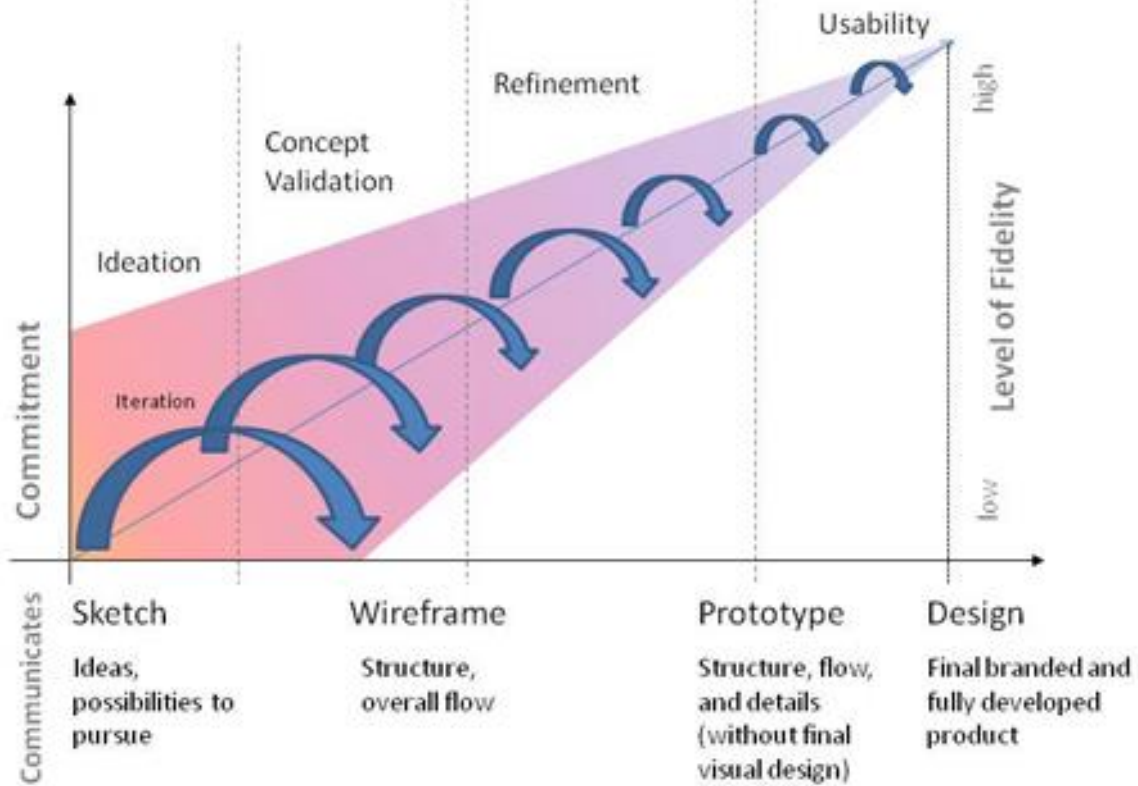 Usability
Refinement
high
Concept
Validation
Ideation
Level of Fidelity
Commitment
Iteration
low
Communicates
Sketch
Wireframe
Prototype
Design
Ideas,
possibilities to
pursue
Structure,
overall flow
Structure, flow,
and details
(without final
visual design)
Final branded and
fully developed
product